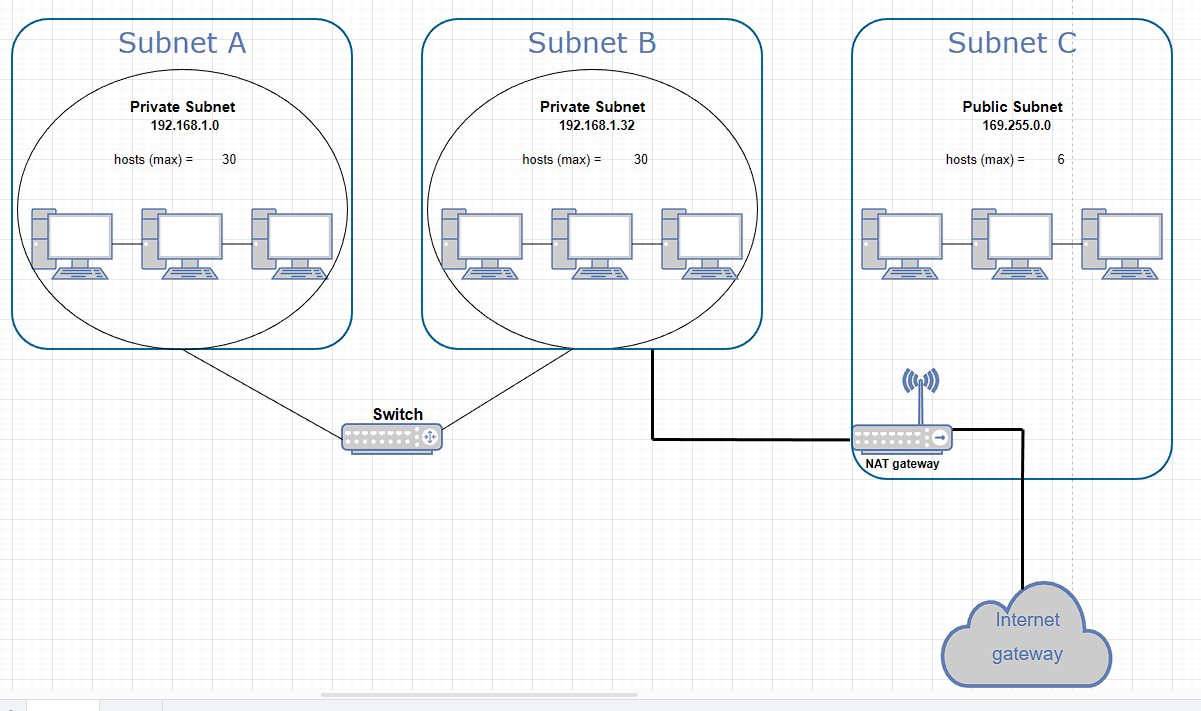 Subnet A
Private Subnet
192.168.1.0
hosts (max) = 30
Subnet B
Private Subnet
192.168.1.32
hosts (max) = 30
Subnet C
Public Subnet
169.255.0.0
hosts (max) = 6
Switch
NAT gateway
Internet
gateway